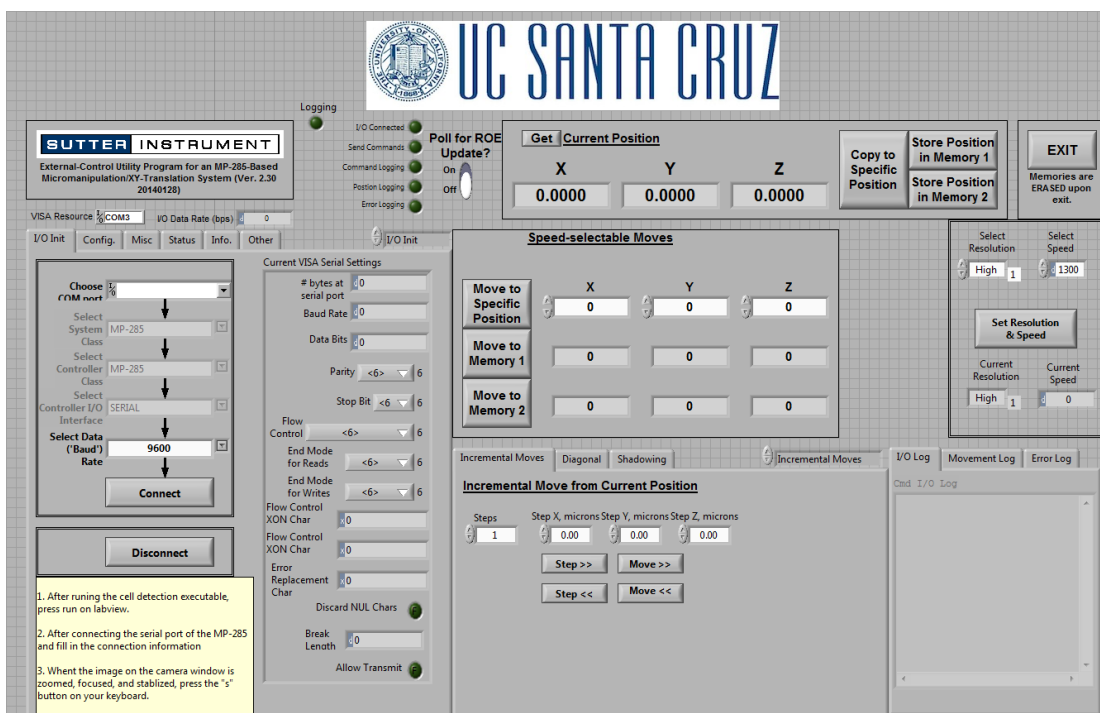 UC SANTA CRUZ
Logging
I/O Connected
Send Commands
Command Logging
Postion Logging
Error Logging
SUTTER INSTRUMENT
External-Control Utility Program for an MP-285-Based
Micromanipulation/XY-Translation System (Ver. 2.30
20140128)
Poll for ROE
Update?
On
Off
Get Current Position
X Y Z
0.0000 0.0000 0.0000
Copy to
Specific
Position
Store Position
in Memory 1
Store Position
in Memory 2
EXIT
Memories are
ERASED upon
exit.
VISA Resource COM3 I/O Data Rate (bps) d 0
I/O Init Config. Misc Status Info. Other I/O Init
Choose
COM port
Select
System MP-285
Class
Select
Controller MP-285
Class
Select
Controller I/O SERIAL
Interface
Select Data
('Baud') 9600
Rate
Connect
Disconnect
1. After runing the cell detection executable,
press run on labview.
2. After connecting the serial port of the MP-285
and fill in the connection information
3. Whent the image on the camera window is
zoomed, focused, and stablized, press the "s"
button on your keyboard.
Current VISA Serial Settings
# bytes at d 0
serial port
Baud Rate d 0
Data Bits d 0
Parity <6> 6
Stop Bit <6 6
Flow
Control <6> 6
End Mode
for Reads <6> 6
End Mode
for Writes <6> 6
Flow Control
XON Char x 0
Flow Control
XON Char x 0
Error
Replacement x 0
Char
Discard NUL Chars F
Break d 0
Length
Allow Transmit F
Speed-selectable Moves
X Y Z
Move to
Specific 0 0 0
Position
Move to
Memory 1 0 0 0
Move to
Memory 2 0 0 0
Select
Resolution
Select
Speed
High 1 d 1300
Set Resolution
& Speed
Current
Resolution
Current
Speed
High 1 d 0
Incremental Moves Diagonal Shadowing Incremental Moves
Incremental Move from Current Position
Steps Step X, microns Step Y, microns Step Z, microns
1 0.00 0.00 0.00
Step >> Move >>
Step << Move <<
I/O Log Movement Log Error Log
Cmd I/O Log